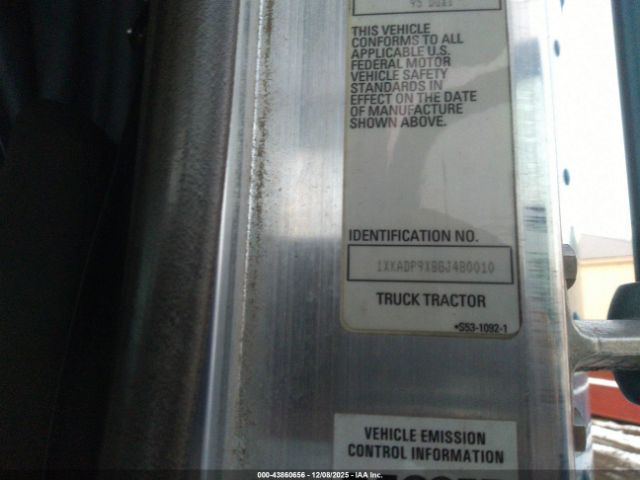 THIS VEHICLE
CONFORMS TO ALL
APPLICABLE U.S.
FEDERAL MOTOR
VEHICLE SAFETY
STANDARDS IN
EFFECT ON THE DATE
OF MANUFACTURE
SHOWN ABOVE.
IDENTIFICATION NO.
1XKADP9XBBJ4B0010
TRUCK TRACTOR
*S53-1092-1
VEHICLE EMISSION
CONTROL INFORMATION
000-43860656 - 12/08/2025 - IAA Inc.